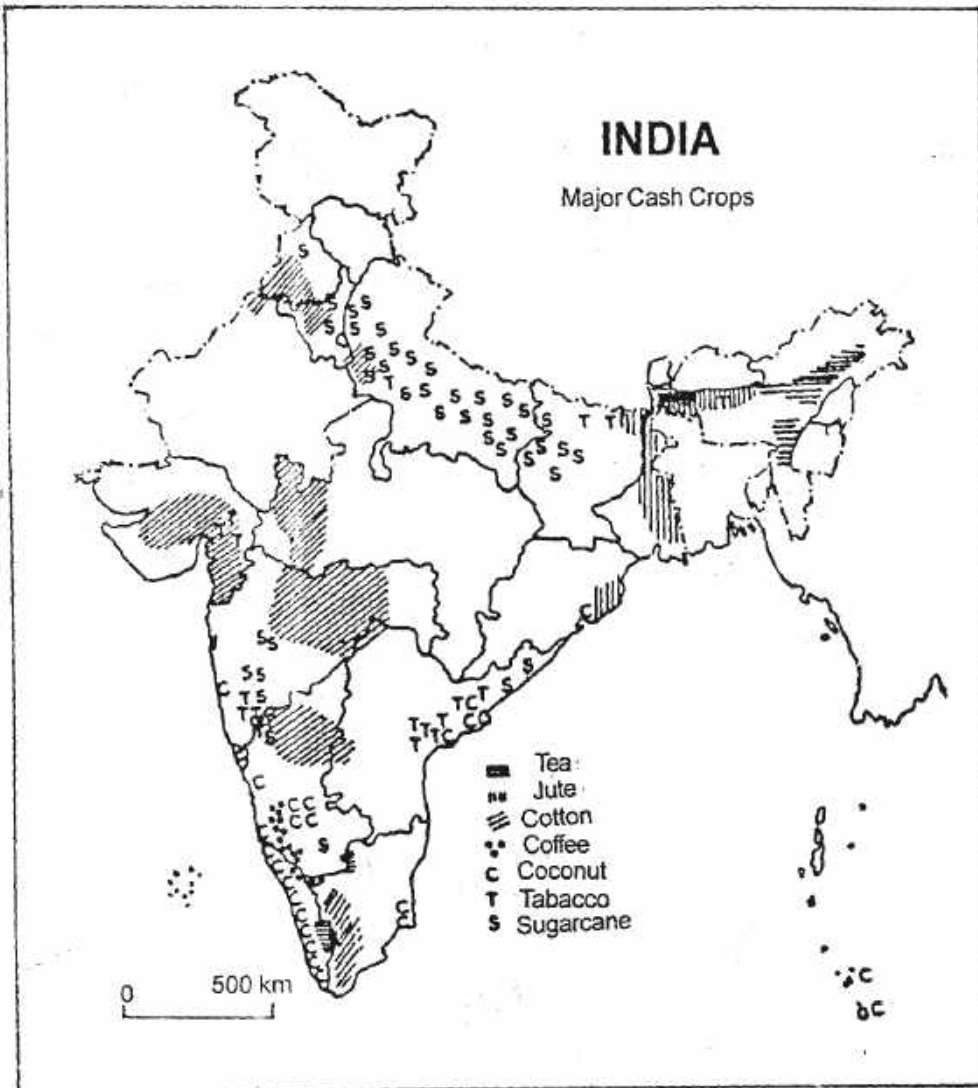 INDIA
Major Cash Crops
Tea
Jute
Cotton
Coffee
C Coconut
T Tabacco
S Sugarcane
0 500 km